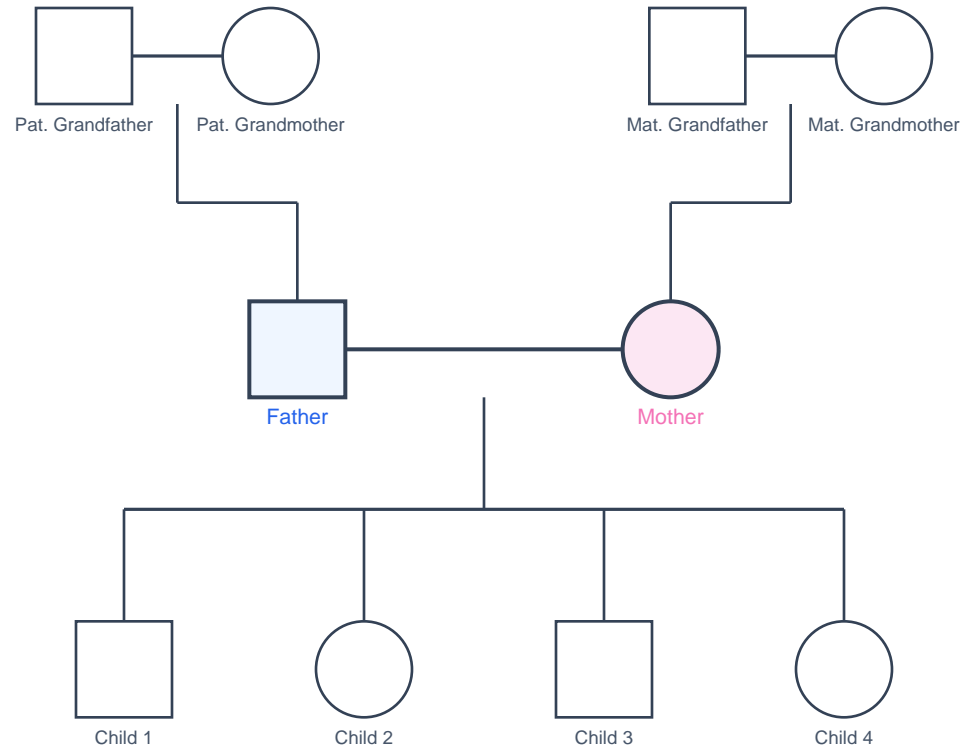 Pat. Grandfather
Pat. Grandmother
Mat. Grandfather
Mat. Grandmother
Father
Mother
Child 1
Child 2
Child 3
Child 4